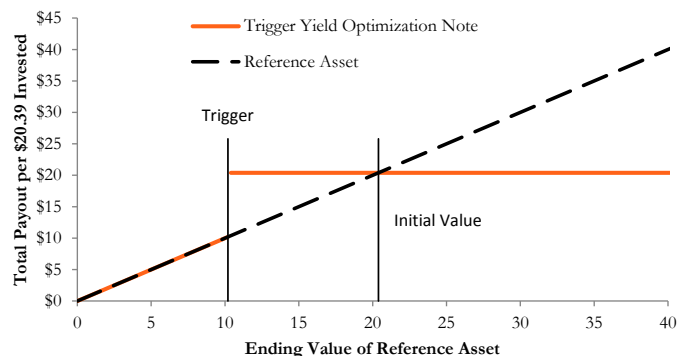 $45
$40
$35
$30
$25
$20
$15
$10
$5
$0
Total Payout per $20.39 Invested
Trigger Yield Optimization Note
Reference Asset
Trigger
Initial Value
0 5 10 15 20 25 30 35 40
Ending Value of Reference Asset